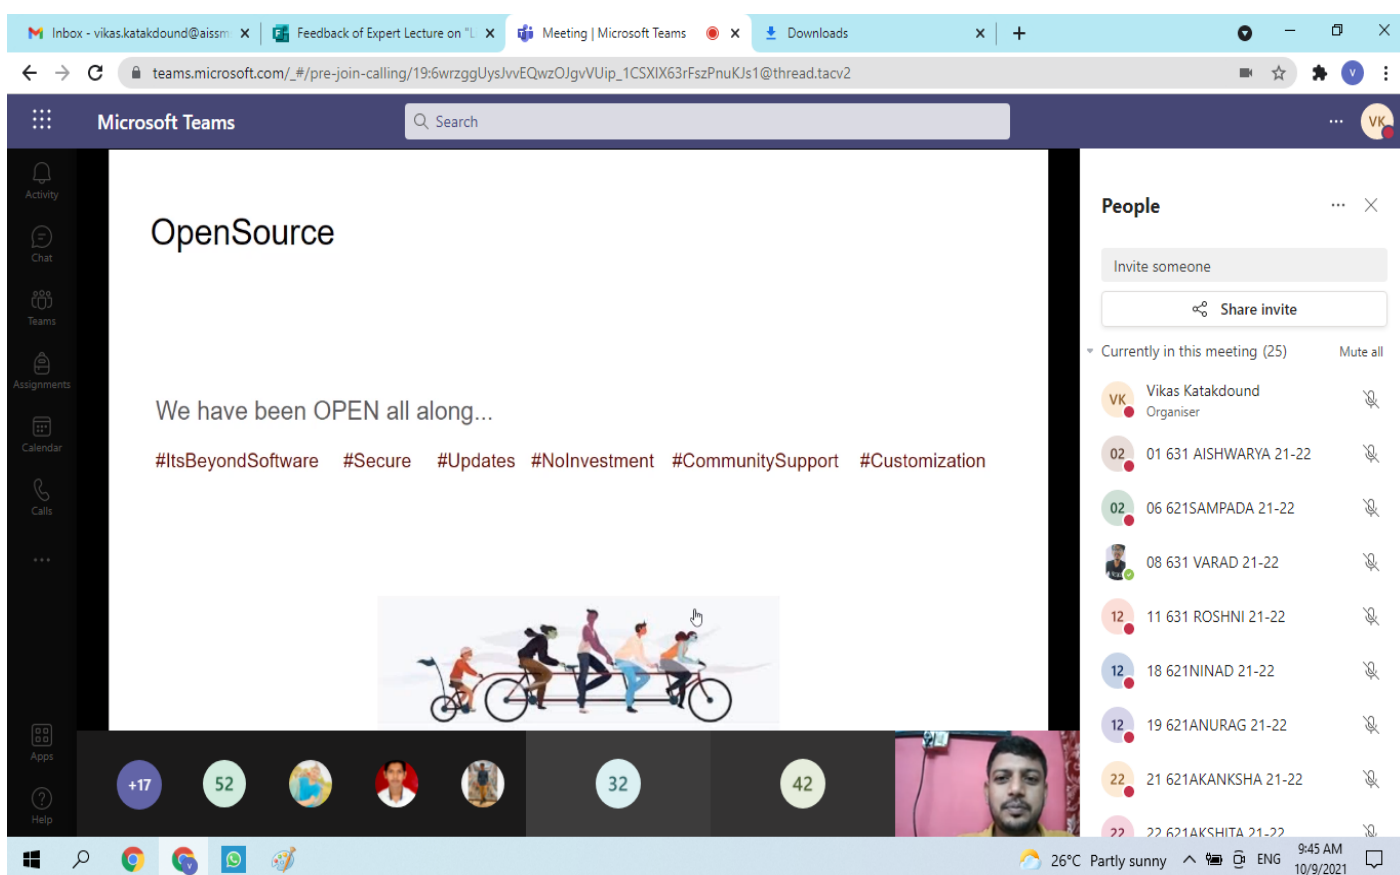 Inbox - vikas.katakdound@aissm
Feedback of Expert Lecture on "L
Meeting | Microsoft Teams
Downloads
teams.microsoft.com/_#/pre-join-calling/19:6wrzggUysJvvEQwzOJgvVUip_1CSXIX63rFszPnuKJs1@thread.tacv2
V
Microsoft Teams
Search
VK
Activity
Chat
Teams
Assignments
Calendar
Calls
Apps
Help
OpenSource
We have been OPEN all along...
#ItsBeyondSoftware #Secure #Updates #NoInvestment #CommunitySupport #Customization
+17
52
32
42
People
Invite someone
Share invite
Currently in this meeting (25) Mute all
VK Vikas Katakdound
Organiser
02 01 631 AISHWARYA 21-22
02 06 621SAMPADA 21-22
08 631 VARAD 21-22
12 11 631 ROSHNI 21-22
12 18 621NINAD 21-22
12 19 621ANURAG 21-22
22 21 621AKANKSHA 21-22
22 22 621AKSHITA 21-22
26°C Partly sunny
ENG
9:45 AM
10/9/2021